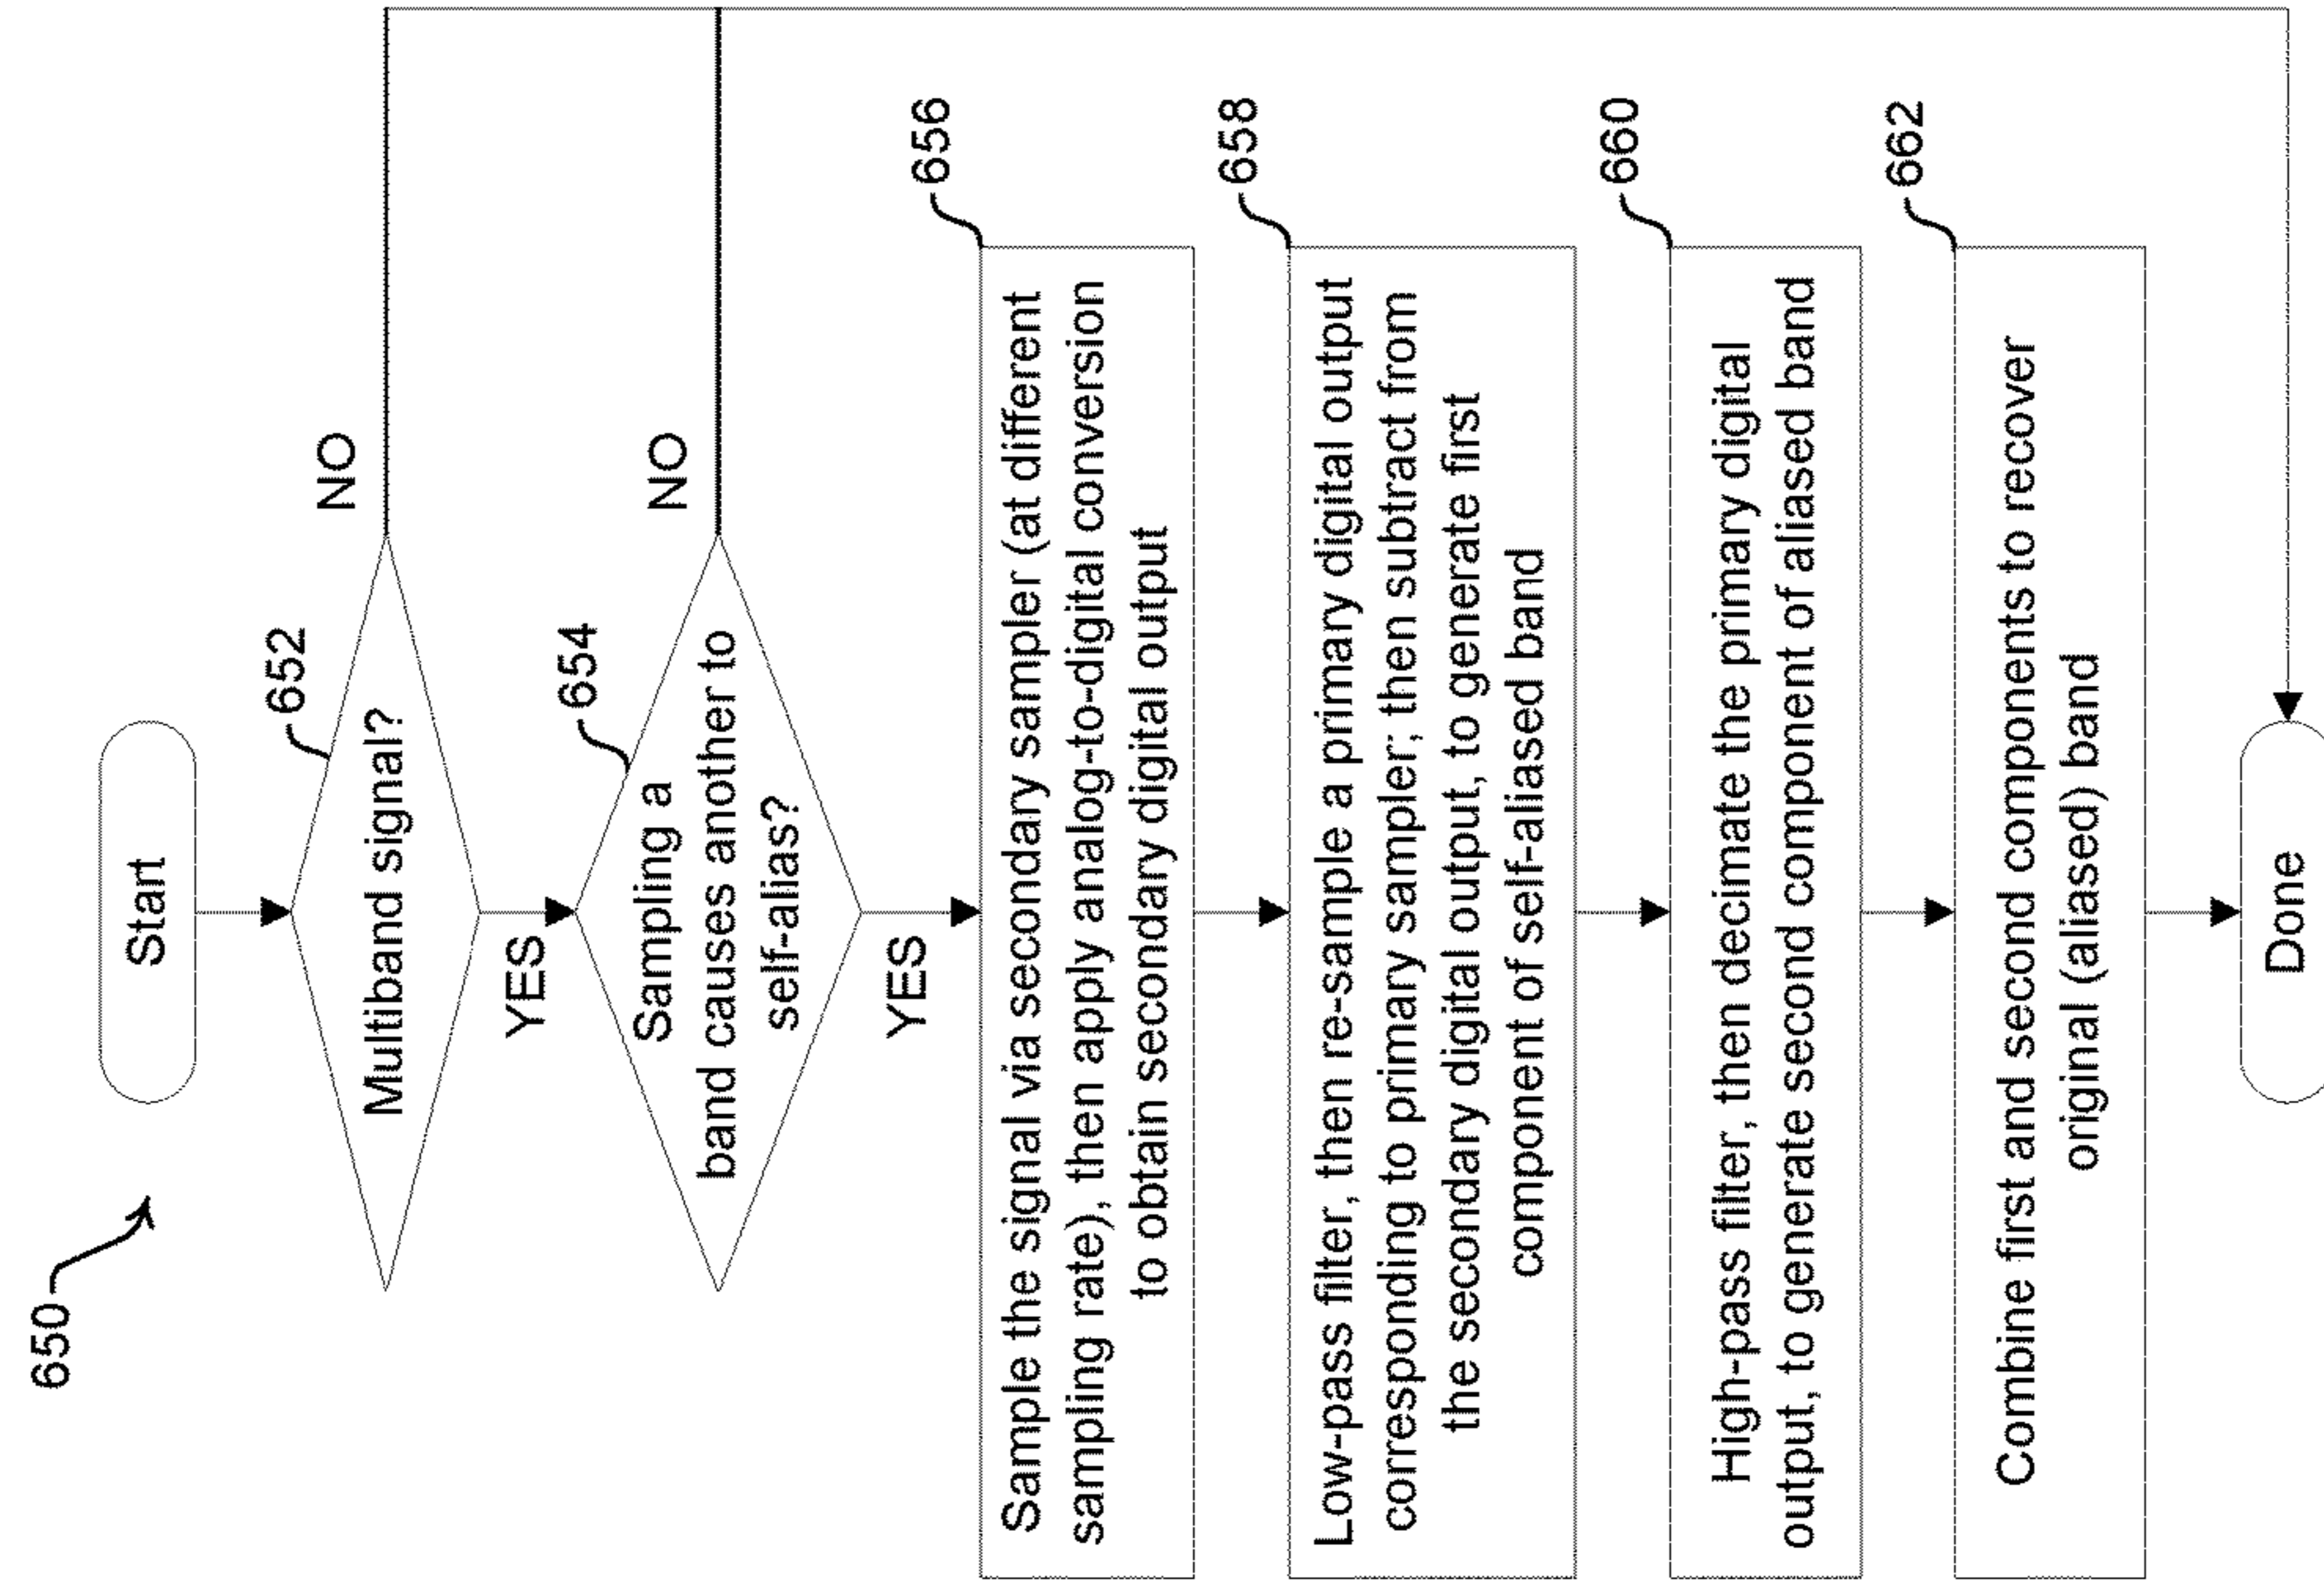 650
Start
652
Multiband signal?
NO
YES
654
Sampling a
band causes another to
self-alias?
NO
YES
656
Sample the signal via secondary sampler (at different
sampling rate), then apply analog-to-digital conversion
to obtain secondary digital output
658
Low-pass filter, then re-sample a primary digital output
corresponding to primary sampler; then subtract from
the secondary digital output, to generate first
component of self-aliased band
660
High-pass filter, then decimate the primary digital
output, to generate second component of aliased band
662
Combine first and second components to recover
original (aliased) band
Done